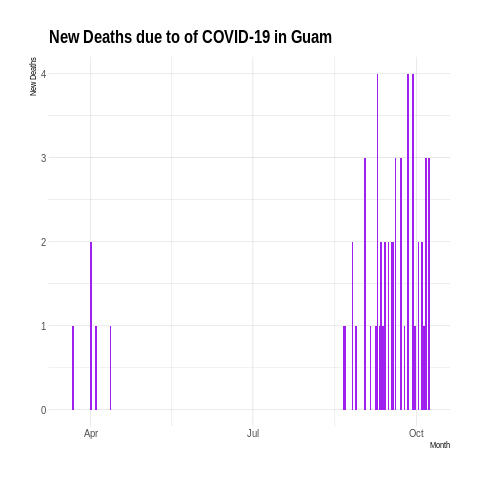 New Deaths due to of COVID-19 in Guam
New Deaths
4
3
2
1
0
Apr
Jul
Oct
Month